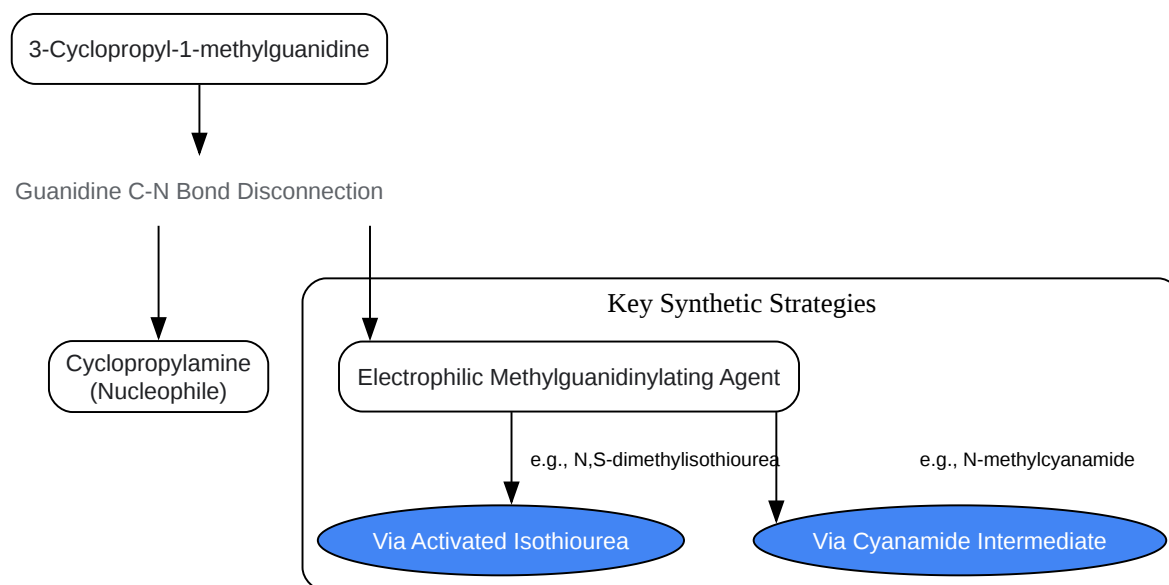 3-Cyclopropyl-1-methylguanidine
Guanidine C-N Bond Disconnection
Key Synthetic Strategies
Cyclopropylamine
(Nucleophile)
Electrophilic Methylguanidinylating Agent
e.g., N,S-dimethylisothiourea
e.g., N-methylcyanamide
Via Activated Isothiourea
Via Cyanamide Intermediate